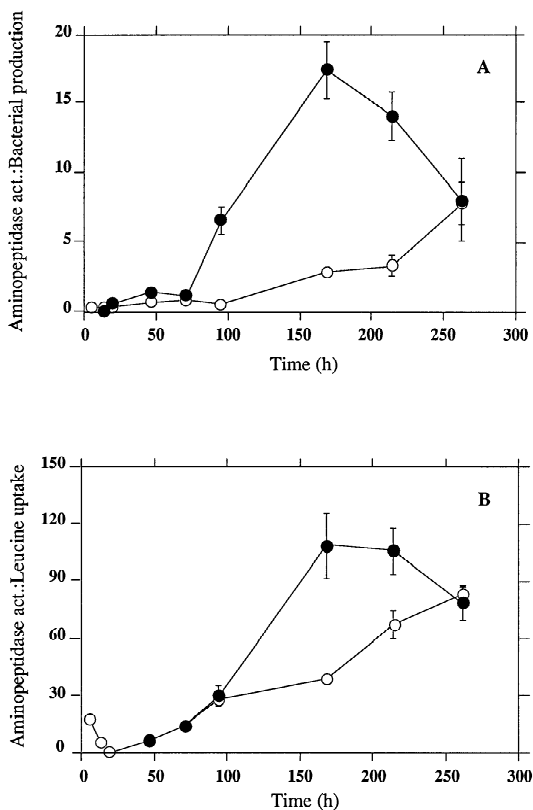 20
A
15
10
5
0
0 50 100 150 200 250 300
Time (h)
Aminopeptidase act.:Bacterial production
150
B
120
90
60
30
0
0 50 100 150 200 250 300
Time (h)
Aminopeptidase act.:Leucine uptake